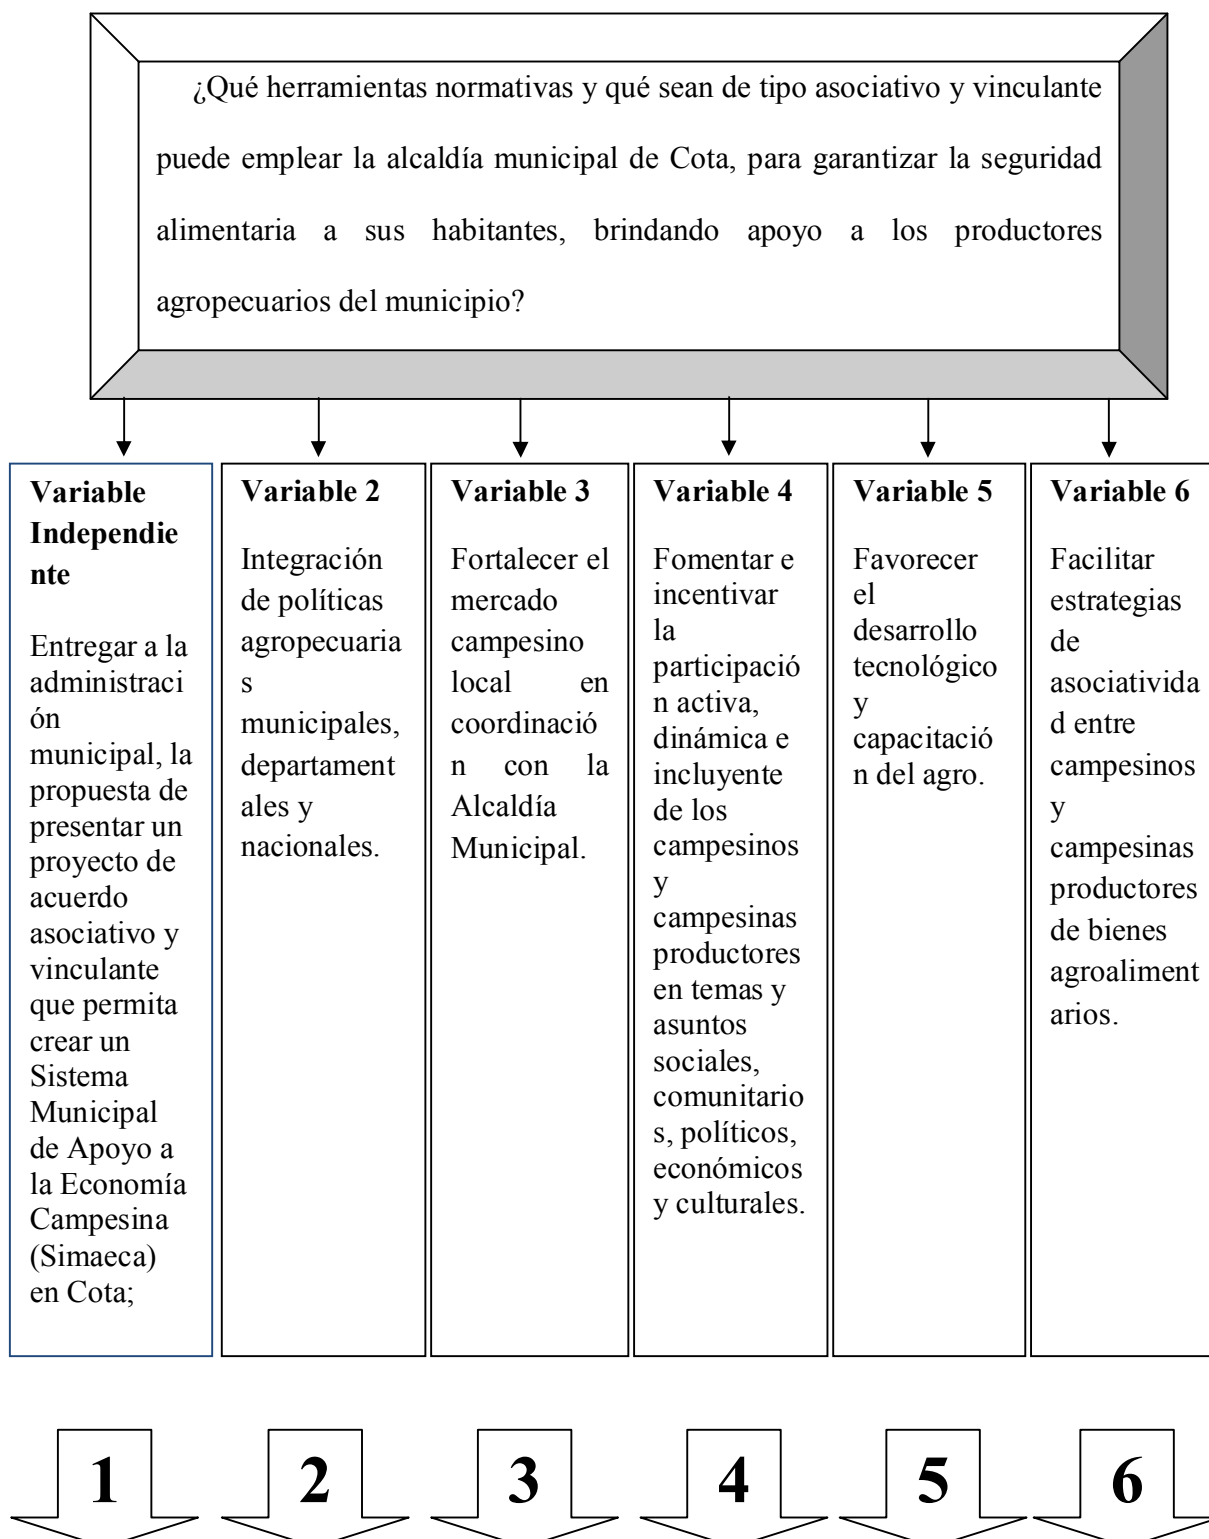 ¿Qué herramientas normativas y qué sean de tipo asociativo y vinculante
puede emplear la alcaldía municipal de Cota, para garantizar la seguridad
alimentaria a sus habitantes, brindando apoyo a los productores
agropecuarios del municipio?
Variable
Independie
nte
Entregar a la
administraci
ón
municipal, la
propuesta de
presentar un
proyecto de
acuerdo
asociativo y
vinculante
que permita
crear un
Sistema
Municipal
de Apoyo a
la Economía
Campesina
(Simaeca)
en Cota;
Variable 2
Integración
de políticas
agropecuaria
s
municipales,
departament
ales y
nacionales.
Variable 3
Fortalecer el
mercado
campesino
local en
coordinació
n con la
Alcaldía
Municipal.
Variable 4
Fomentar e
incentivar
la
participació
n activa,
dinámica e
incluyente
de los
campesinos
y
campesinas
productores
en temas y
asuntos
sociales,
comunitario
s, políticos,
económicos
y culturales.
Variable 5
Favorecer
el
desarrollo
tecnológico
y
capacitació
n del agro.
Variable 6
Facilitar
estrategias
de
asociativida
d entre
campesinos
y
campesinas
productores
de bienes
agroaliment
arios.
1
2
3
4
5
6